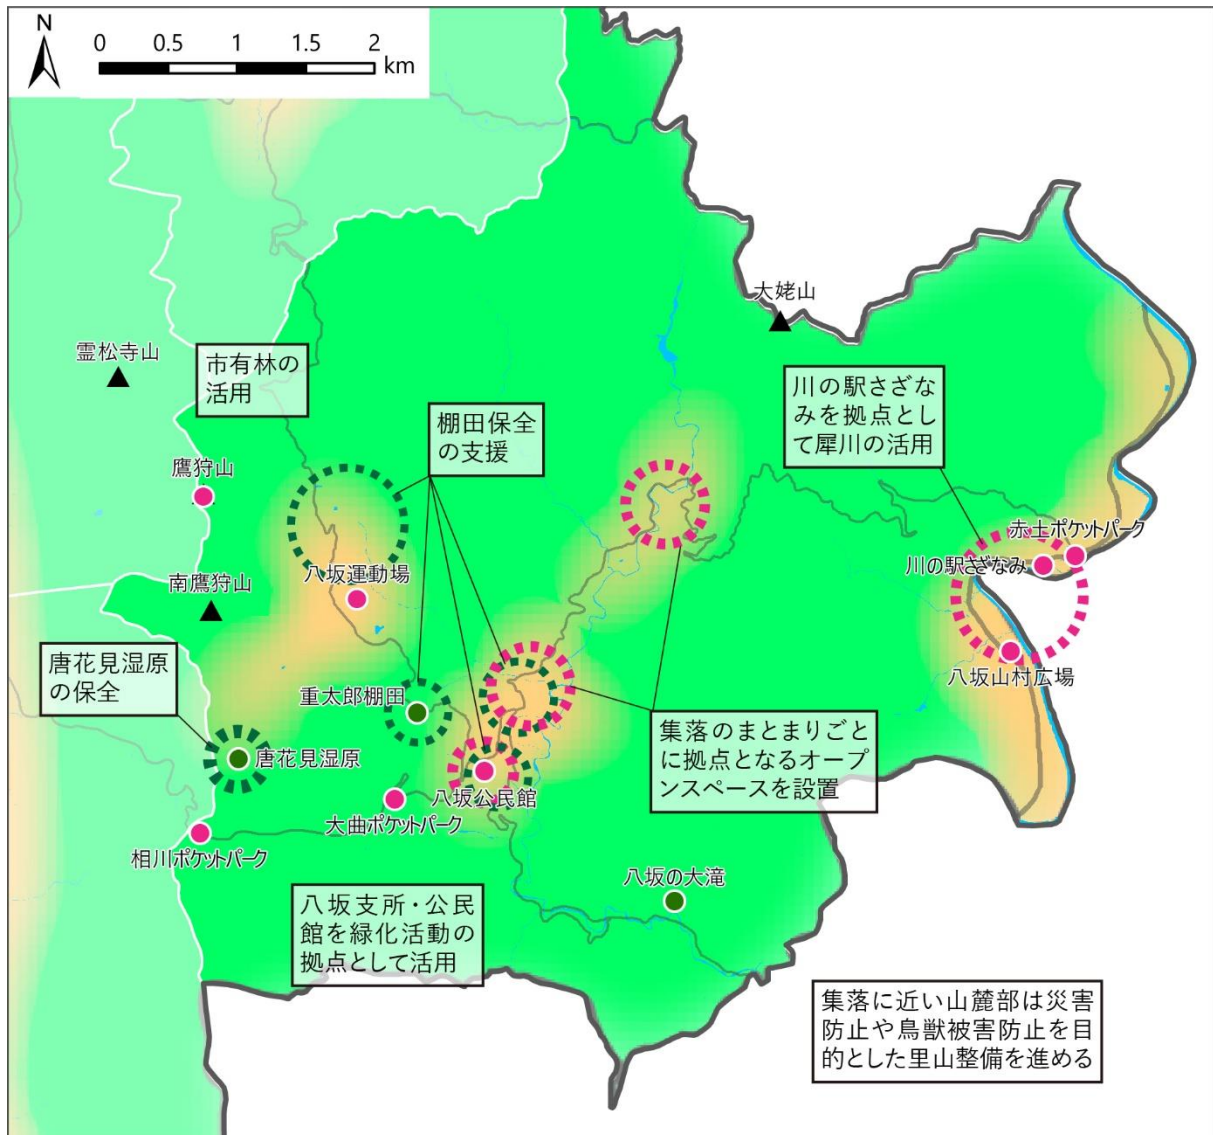 N
0 0.5 1 1.5 2
km
大姥山
霊松寺山
市有林の
活用
川の駅さざな
みを拠点とし
て犀川の活用
棚田保全
の支援
鷹狩山
赤土ポケットパーク
川の駅さざなみ
八坂運動場
南鷹狩山
唐花見湿原
の保全
八坂山村広場
重太郎棚田
集落のまとまりごと
に拠点となるオープ
ンスペースを設置
唐花見湿原
八坂公民館
大曲ポケットパーク
相川ポケットパーク
八坂の大滝
八坂支所・公民
館を緑化活動の
拠点として活用
集落に近い山麓部は災害
防止や鳥獣被害防止を目
的とした里山整備を進める